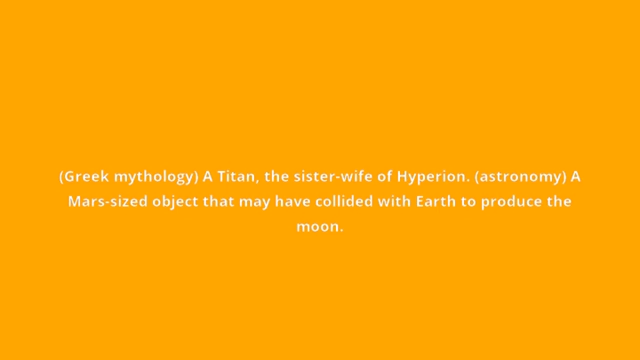 (Greek mythology) A Titan, the sister-wife of Hyperion. (astronomy) A
Mars-sized object that may have collided with Earth to produce the
moon.